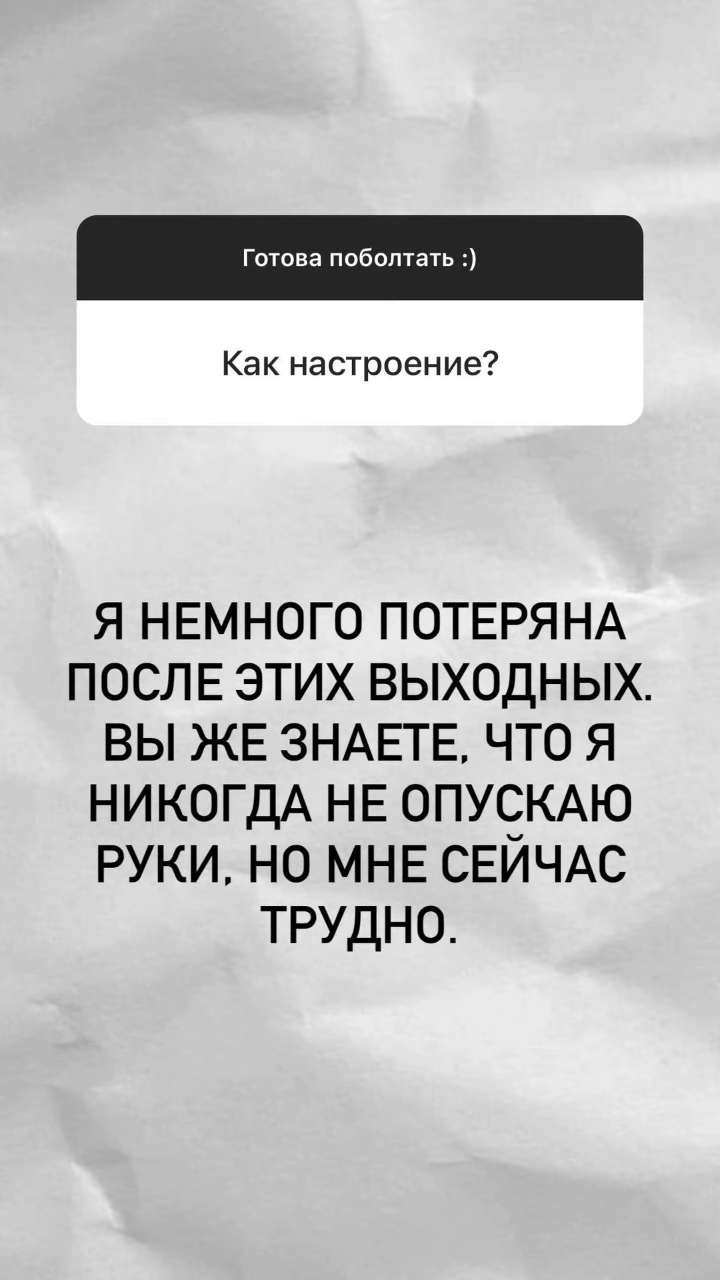 Готова поболтать :)
Как настроение?
Я НЕМНОГО ПОТЕРЯНА
ПОСЛЕ ЭТИХ ВЫХОДНЫХ.
ВЫ ЖЕ ЗНАЕТЕ, ЧТО Я
НИКОГДА НЕ ОПУСКАЮ
РУКИ, НО МНЕ СЕЙЧАС
ТРУДНО.